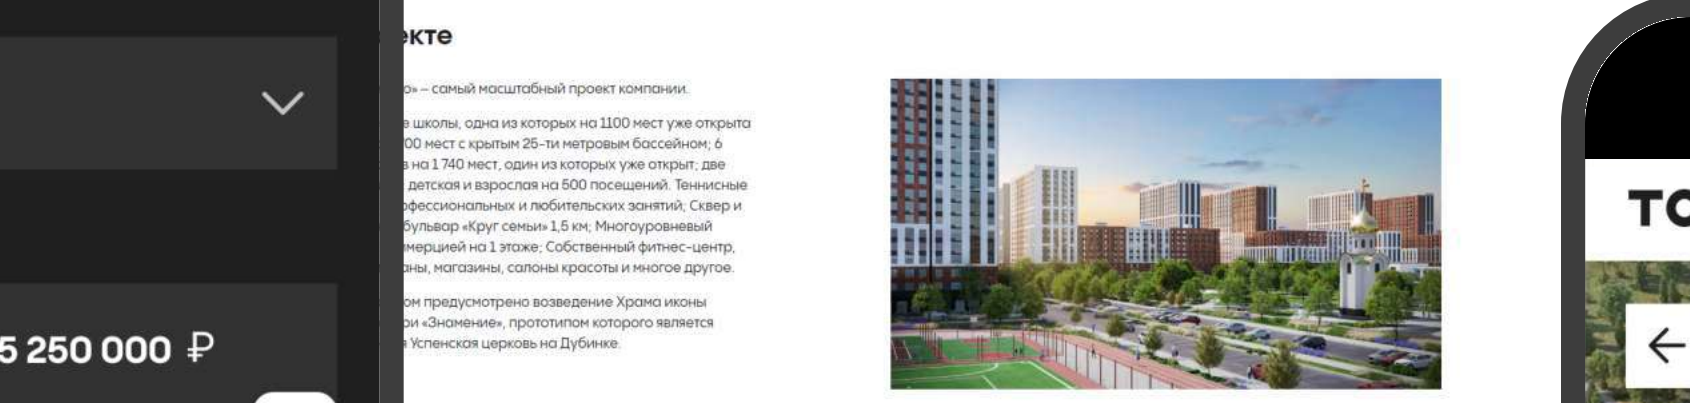 екте
о» – самый масштабный проект компании.
е школы, одна из которых на 1100 мест уже открыта
00 мест с крытым 25-ти метровым бассейном; 6
в на 1 740 мест, один из которых уже открыт; две
детская и взрослая на 500 посещений. Теннисные
офессиональных и любительских занятий; Сквер и
бульвар «Круг семьи» 1,5 км; Многоуровневый
мерцией на 1 этаже; Собственный фитнес-центр,
аны, магазины, салоны красоты и многое другое.
ом предусмотрено возведение Храма иконы
ри «Знамение», прототипом которого является
Успенская церковь на Дубинке.
5 250 000 ₽
ТО